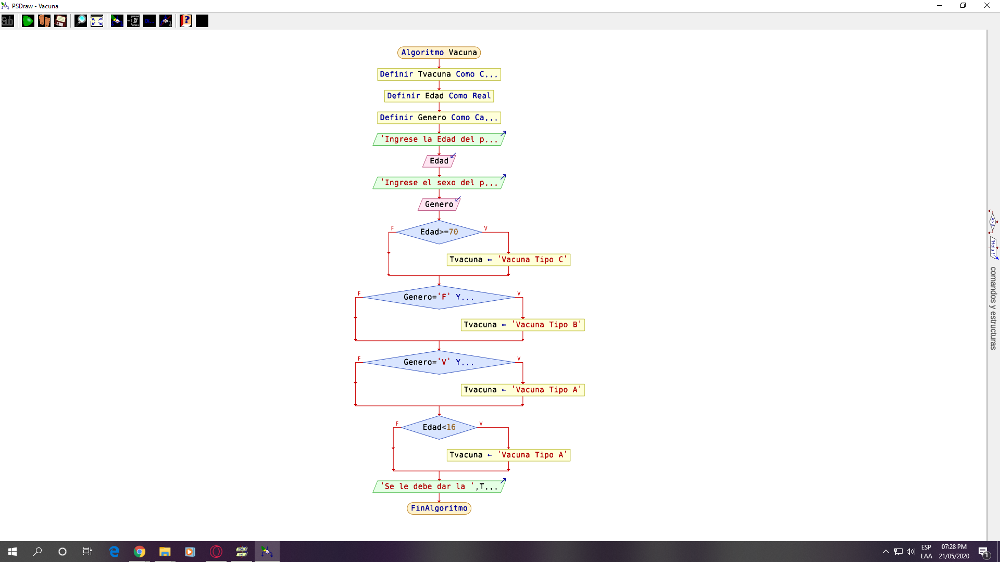 PSDraw - Vacuna
Sub
Algoritmo Vacuna
Definir Tvacuna Como C...
Definir Edad Como Real
Definir Genero Como Ca...
'Ingrese la Edad del p...
Edad
'Ingrese el sexo del p...
Genero
F
Edad>=70
V
Tvacuna ← 'Vacuna Tipo C'
F
Genero='F' Y...
V
Tvacuna ← 'Vacuna Tipo B'
F
Genero='V' Y...
V
Tvacuna ← 'Vacuna Tipo A'
F
Edad<16
V
Tvacuna ← 'Vacuna Tipo A'
'Se le debe dar la ',T...
FinAlgoritmo
A>B
'Hola !'
comandos y estructuras
ESP
LAA
07:28 PM
21/05/2020
1